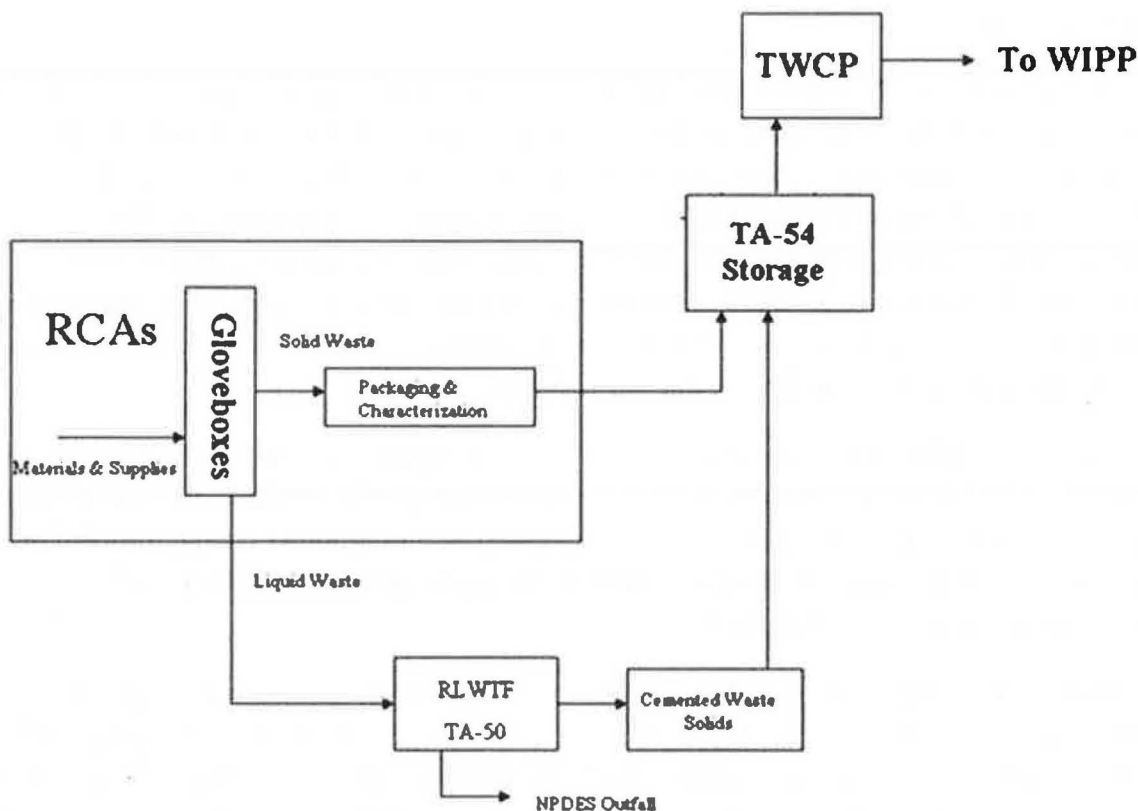 TWCP
To WIPP
TA-54
Storage
RCAs
Gloveboxes
Solid Waste
Packaging &
Characterization
Materials & Supplies
Liquid Waste
RLWTF
TA-50
Cemented Waste
Solids
NPDES Outfall